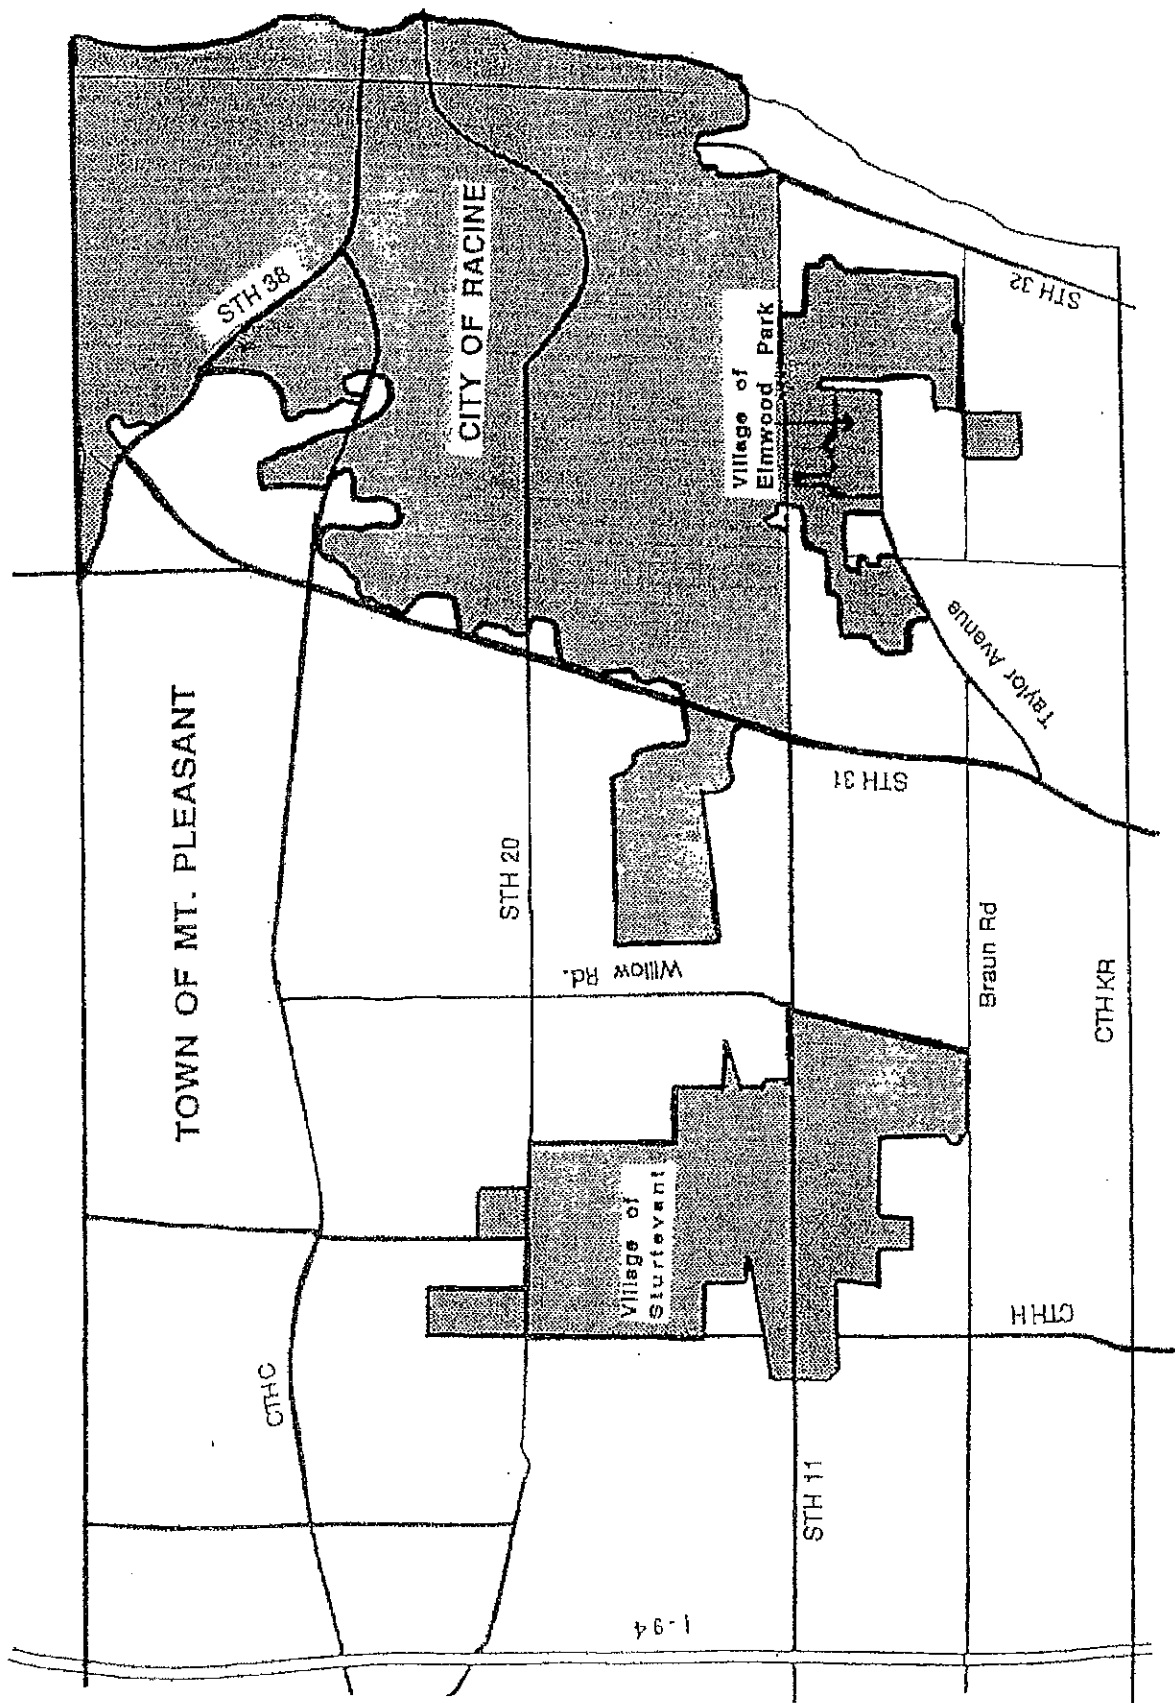 TOWN OF MT. PLEASANT
CITY OF RACINE
STH 38
CTH C
STH 20
Willow Rd.
I-94
Village of
Sturtevant
Village of
Elmwood Park
STH 11
STH 31
STH 32
Taylor Avenue
Braun Rd
CTH H
CTH KR